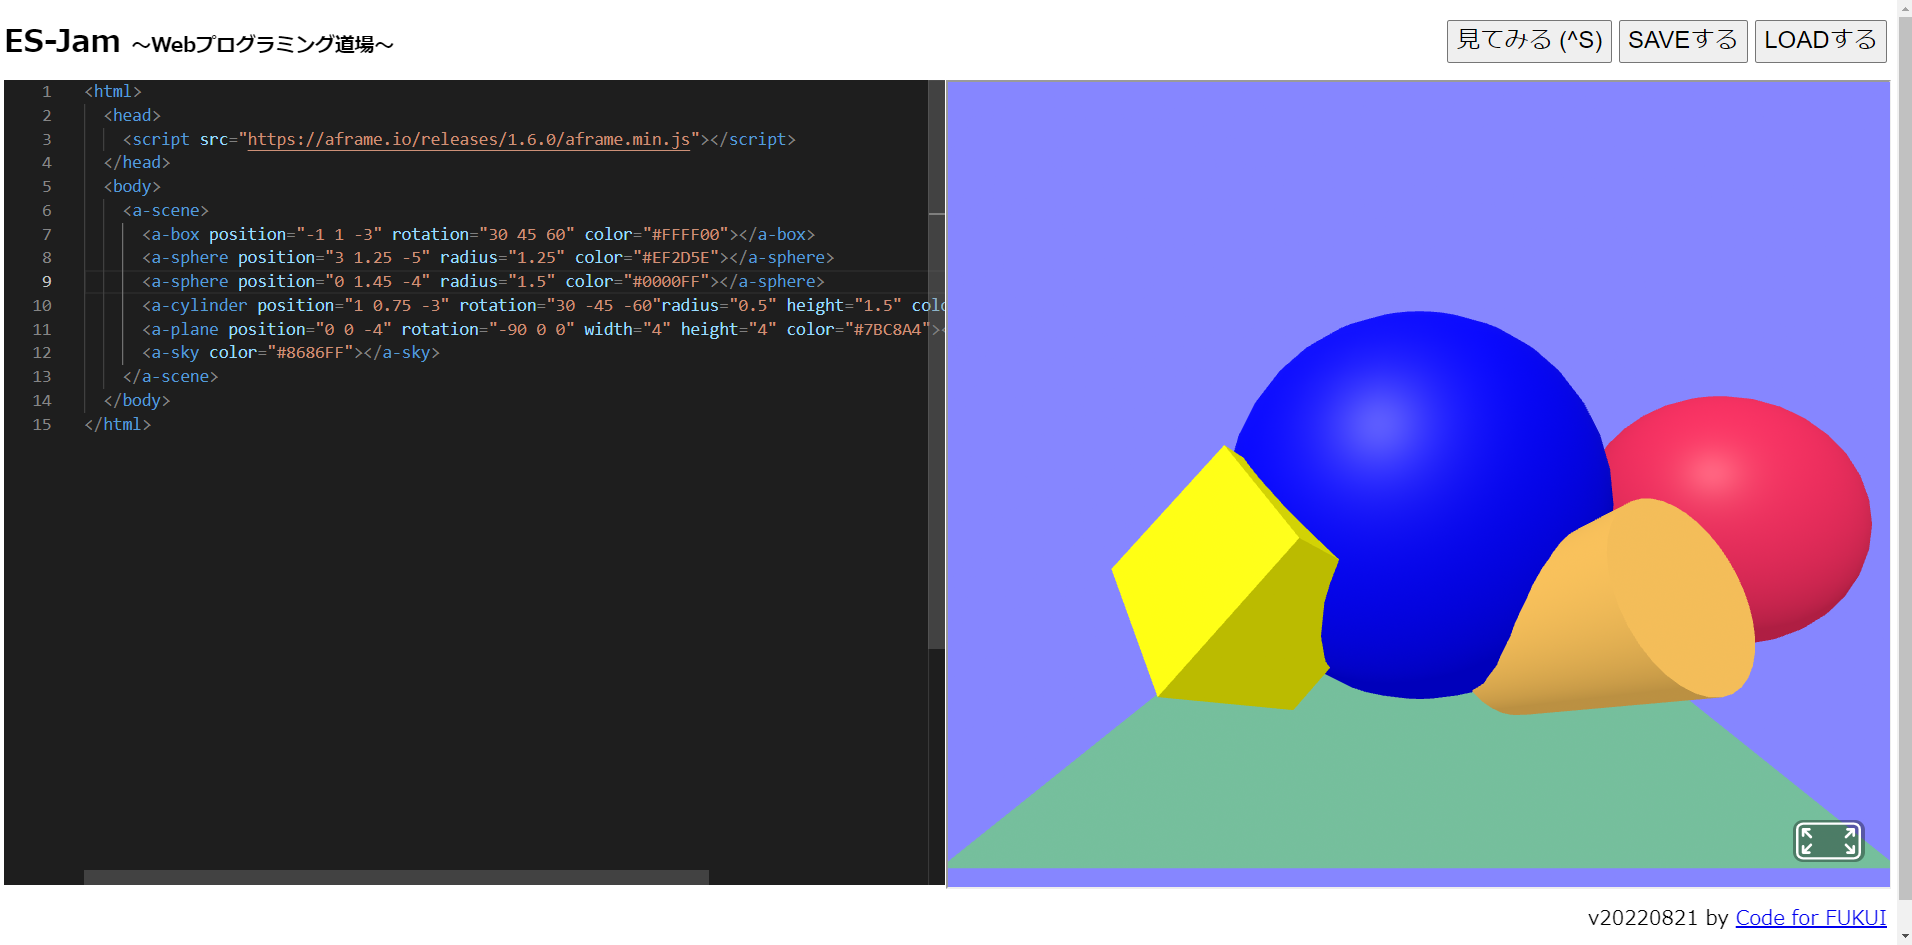 ES-Jam ～Webプログラミング道場～
見てみる (^S) SAVEする LOADする
1 <html>
2 <head>
3 <script src="https://aframe.io/releases/1.6.0/aframe.min.js"></script>
4 </head>
5 <body>
6 <a-scene>
7 <a-box position="-1 1 -3" rotation="30 45 60" color="#FFFF00"></a-box>
8 <a-sphere position="3 1.25 -5" radius="1.25" color="#EF2D5E"></a-sphere>
9 <a-sphere position="0 1.45 -4" radius="1.5" color="#0000FF"></a-sphere>
10 <a-cylinder position="1 0.75 -3" rotation="30 -45 -60"radius="0.5" height="1.5" colo
11 <a-plane position="0 0 -4" rotation="-90 0 0" width="4" height="4" color="#7BC8A4"><
12 <a-sky color="#8686FF"></a-sky>
13 </a-scene>
14 </body>
15 </html>
v20220821 by Code for FUKUI